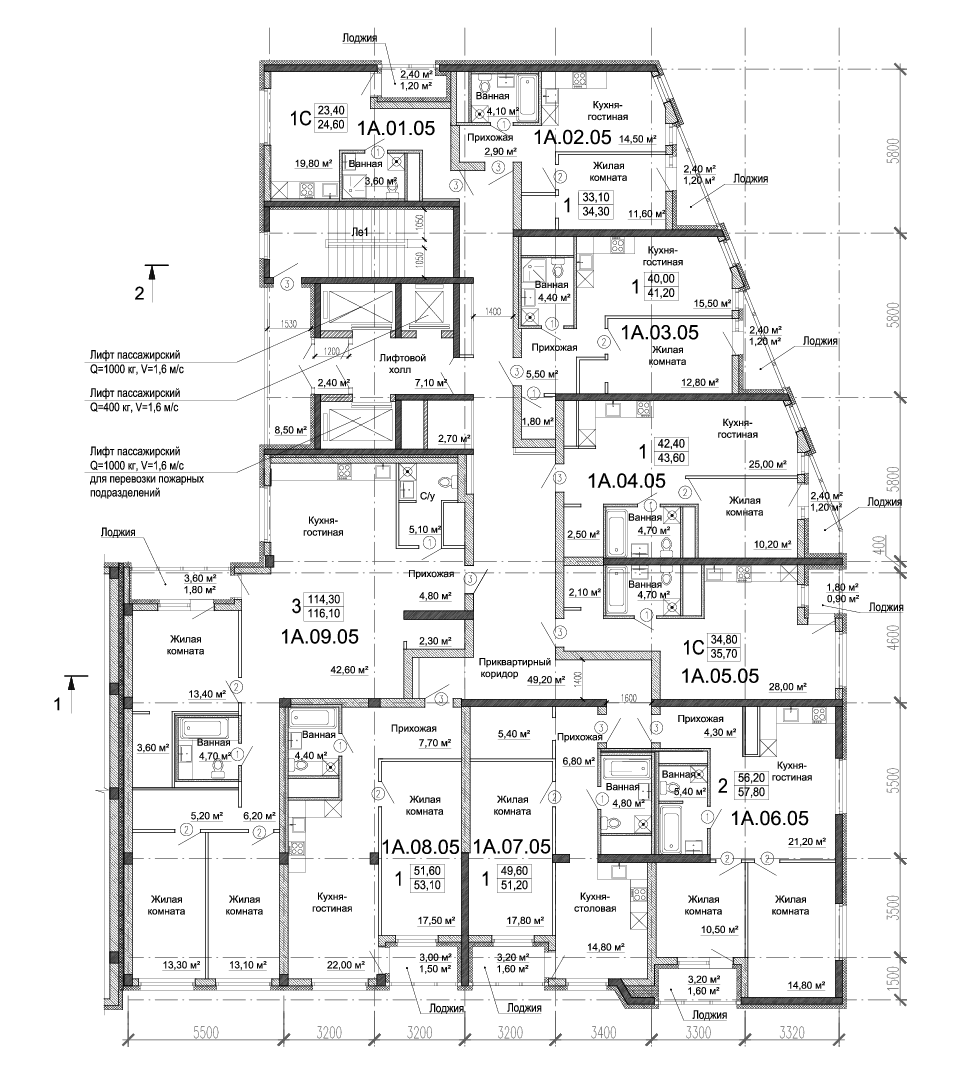 Лоджия
2,40 м²
1,20 м²
1С
23,40
24,60
1А.01.05
19,80 м²
Ванная
3,60 м²
Ванная
4,10 м²
Кухня-
гостиная
1А.02.05
14,50 м²
Прихожая
2,90 м²
Жилая
комната
1
33,10
34,30
11,60 м²
2,40 м²
1,20 м²
Лоджия
5800
Ле1
1050
1050
2
1530
1200
1400
Лифт пассажирский
Q=1000 кг, V=1,6 м/с
Лифт пассажирский
Q=400 кг, V=1,6 м/с
Лифт пассажирский
Q=1000 кг, V=1,6 м/с
для перевозки пожарных
подразделений
Лифтовой
холл
2,40 м²
7,10 м²
8,50 м²
2,70 м²
Кухня-
гостиная
Ванная
4,40 м²
1
40,00
41,20
15,50 м²
1А.03.05
Прихожая
5,50 м²
Жилая
комната
12,80 м²
1,80 м²
2,40 м²
1,20 м²
Лоджия
5800
Кухня-
гостиная
1
42,40
43,60
25,00 м²
1А.04.05
Жилая
комната
Ванная
4,70 м²
2,50 м²
10,20 м²
2,40 м²
1,20 м²
Лоджия
5800
400
Кухня-
гостиная
С/у
5,10 м²
Лоджия
3,60 м²
1,80 м²
Прихожая
4,80 м²
3
114,30
116,10
1А.09.05
2,30 м²
42,60 м²
Жилая
комната
13,40 м²
2,10 м²
Ванная
4,70 м²
1С
34,80
35,70
1А.05.05
28,00 м²
1,80 м²
0,90 м²
Лоджия
4600
Приквартирный
коридор
49,20 м²
1400
1600
1
3,60 м²
Ванная
4,70 м²
5,20 м²
6,20 м²
Жилая
комната
13,30 м²
Жилая
комната
13,10 м²
Ванная
4,40 м²
Прихожая
7,70 м²
Жилая
комната
1А.08.05
1
51,60
53,10
Кухня-
гостиная
17,50 м²
22,00 м²
3,00 м²
1,50 м²
Лоджия
5,40 м²
Прихожая
6,80 м²
Жилая
комната
Ванная
4,80 м²
1А.07.05
1
49,60
51,20
17,80 м²
Кухня-
столовая
14,80 м²
3,20 м²
1,60 м²
Лоджия
Прихожая
4,30 м²
Ванная
5,40 м²
Кухня-
гостиная
2
56,20
57,80
1А.06.05
21,20 м²
Жилая
комната
10,50 м²
Жилая
комната
14,80 м²
3,20 м²
1,60 м²
Лоджия
5500
3500
1500
5500
3200
3200
3200
3400
3300
3320